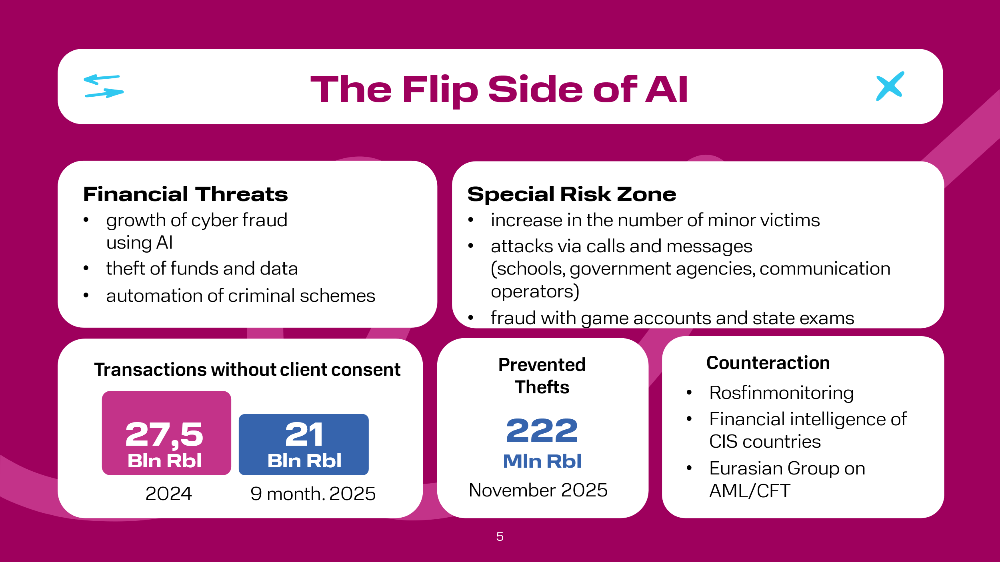 The Flip Side of AI
Financial Threats
• growth of cyber fraud
using AI
• theft of funds and data
• automation of criminal schemes
Special Risk Zone
• increase in the number of minor victims
• attacks via calls and messages
(schools, government agencies, communication
operators)
• fraud with game accounts and state exams
Transactions without client consent
27,5
Bln Rbl
2024
21
Bln Rbl
9 month. 2025
Prevented
Thefts
222
Mln Rbl
November 2025
Counteraction
• Rosfinmonitoring
• Financial intelligence of
CIS countries
• Eurasian Group on
AML/CFT
5